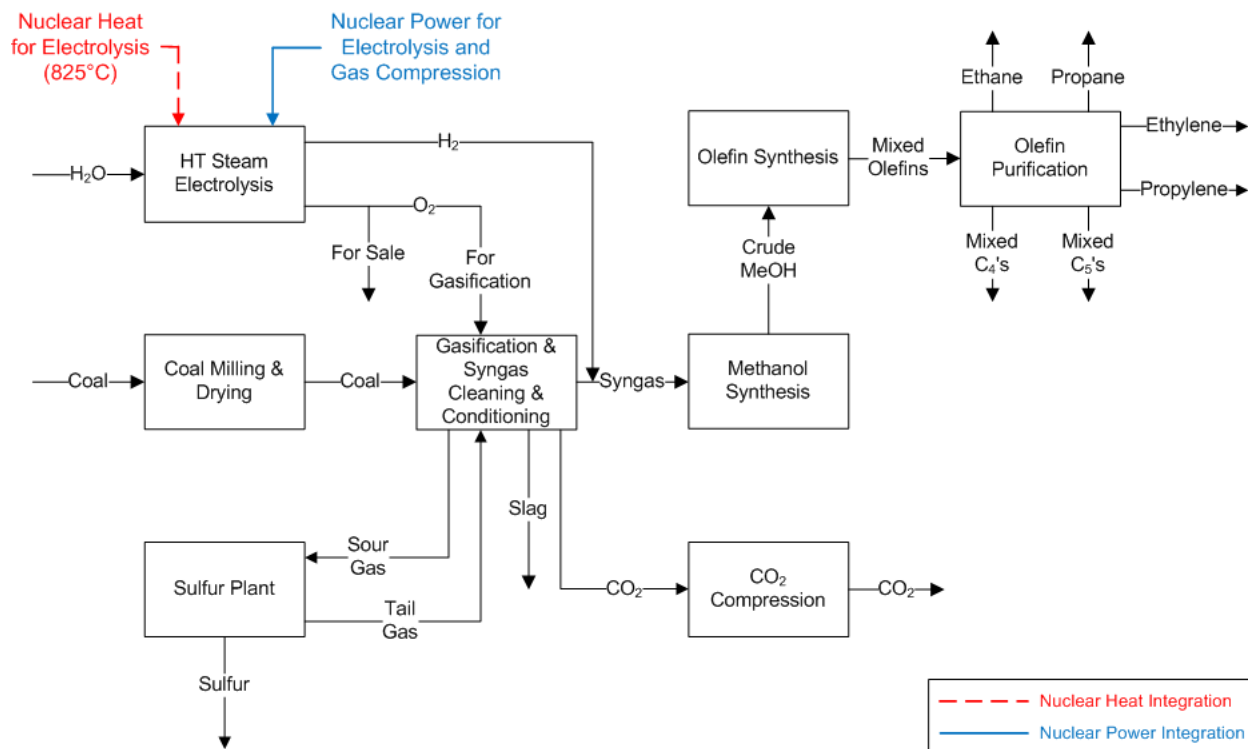 Nuclear Heat
for Electrolysis
(825°C)
Nuclear Power for
Electrolysis and
Gas Compression
Ethane
Propane
H₂O
HT Steam
Electrolysis
H₂
O₂
For Sale
For
Gasification
Olefin Synthesis
Mixed
Olefins
Olefin
Purification
Ethylene
Propylene
Mixed
C₄'s
Mixed
C₅'s
Crude
MeOH
Coal
Coal Milling &
Drying
Coal
Gasification &
Syngas
Cleaning &
Conditioning
Syngas
Methanol
Synthesis
Slag
Sour
Gas
Sulfur Plant
Tail
Gas
CO₂
CO₂
Compression
CO₂
Sulfur
Nuclear Heat Integration
Nuclear Power Integration